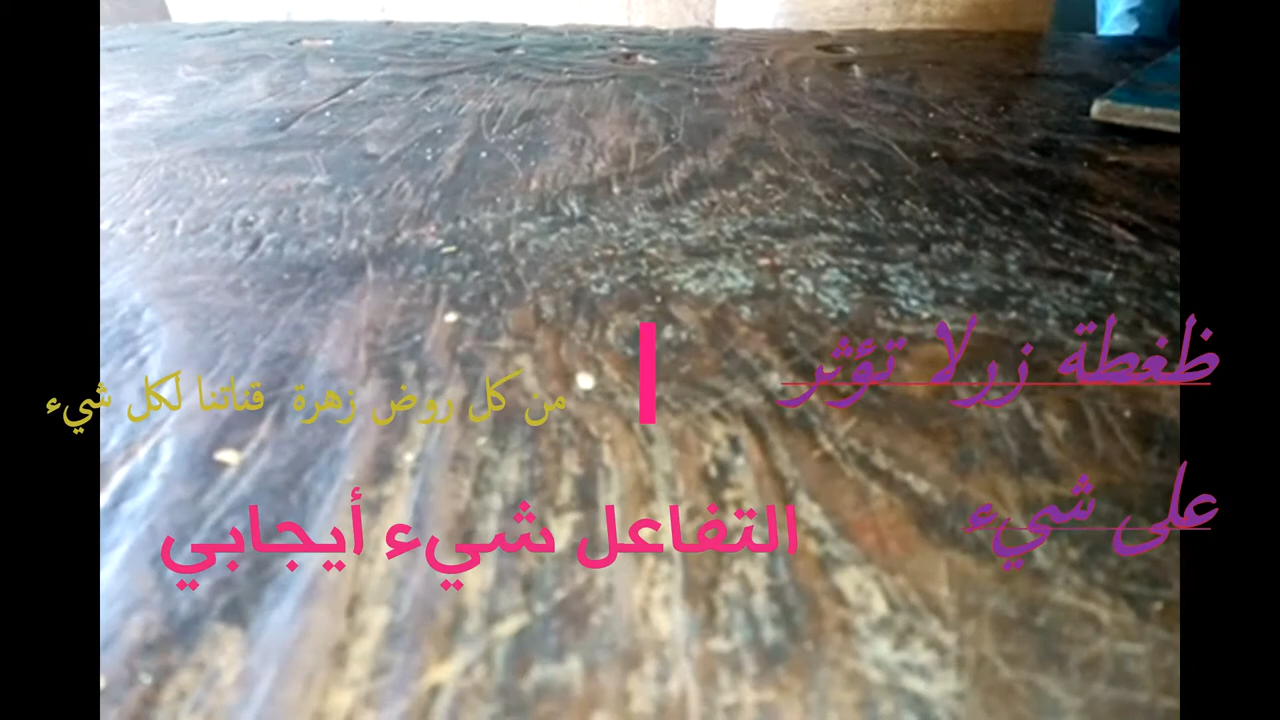 ظغطة زرلا تؤثر
على شيء
من كل روض زهرة قناتنا لكل شيء
التفاعل شيء أيجابي